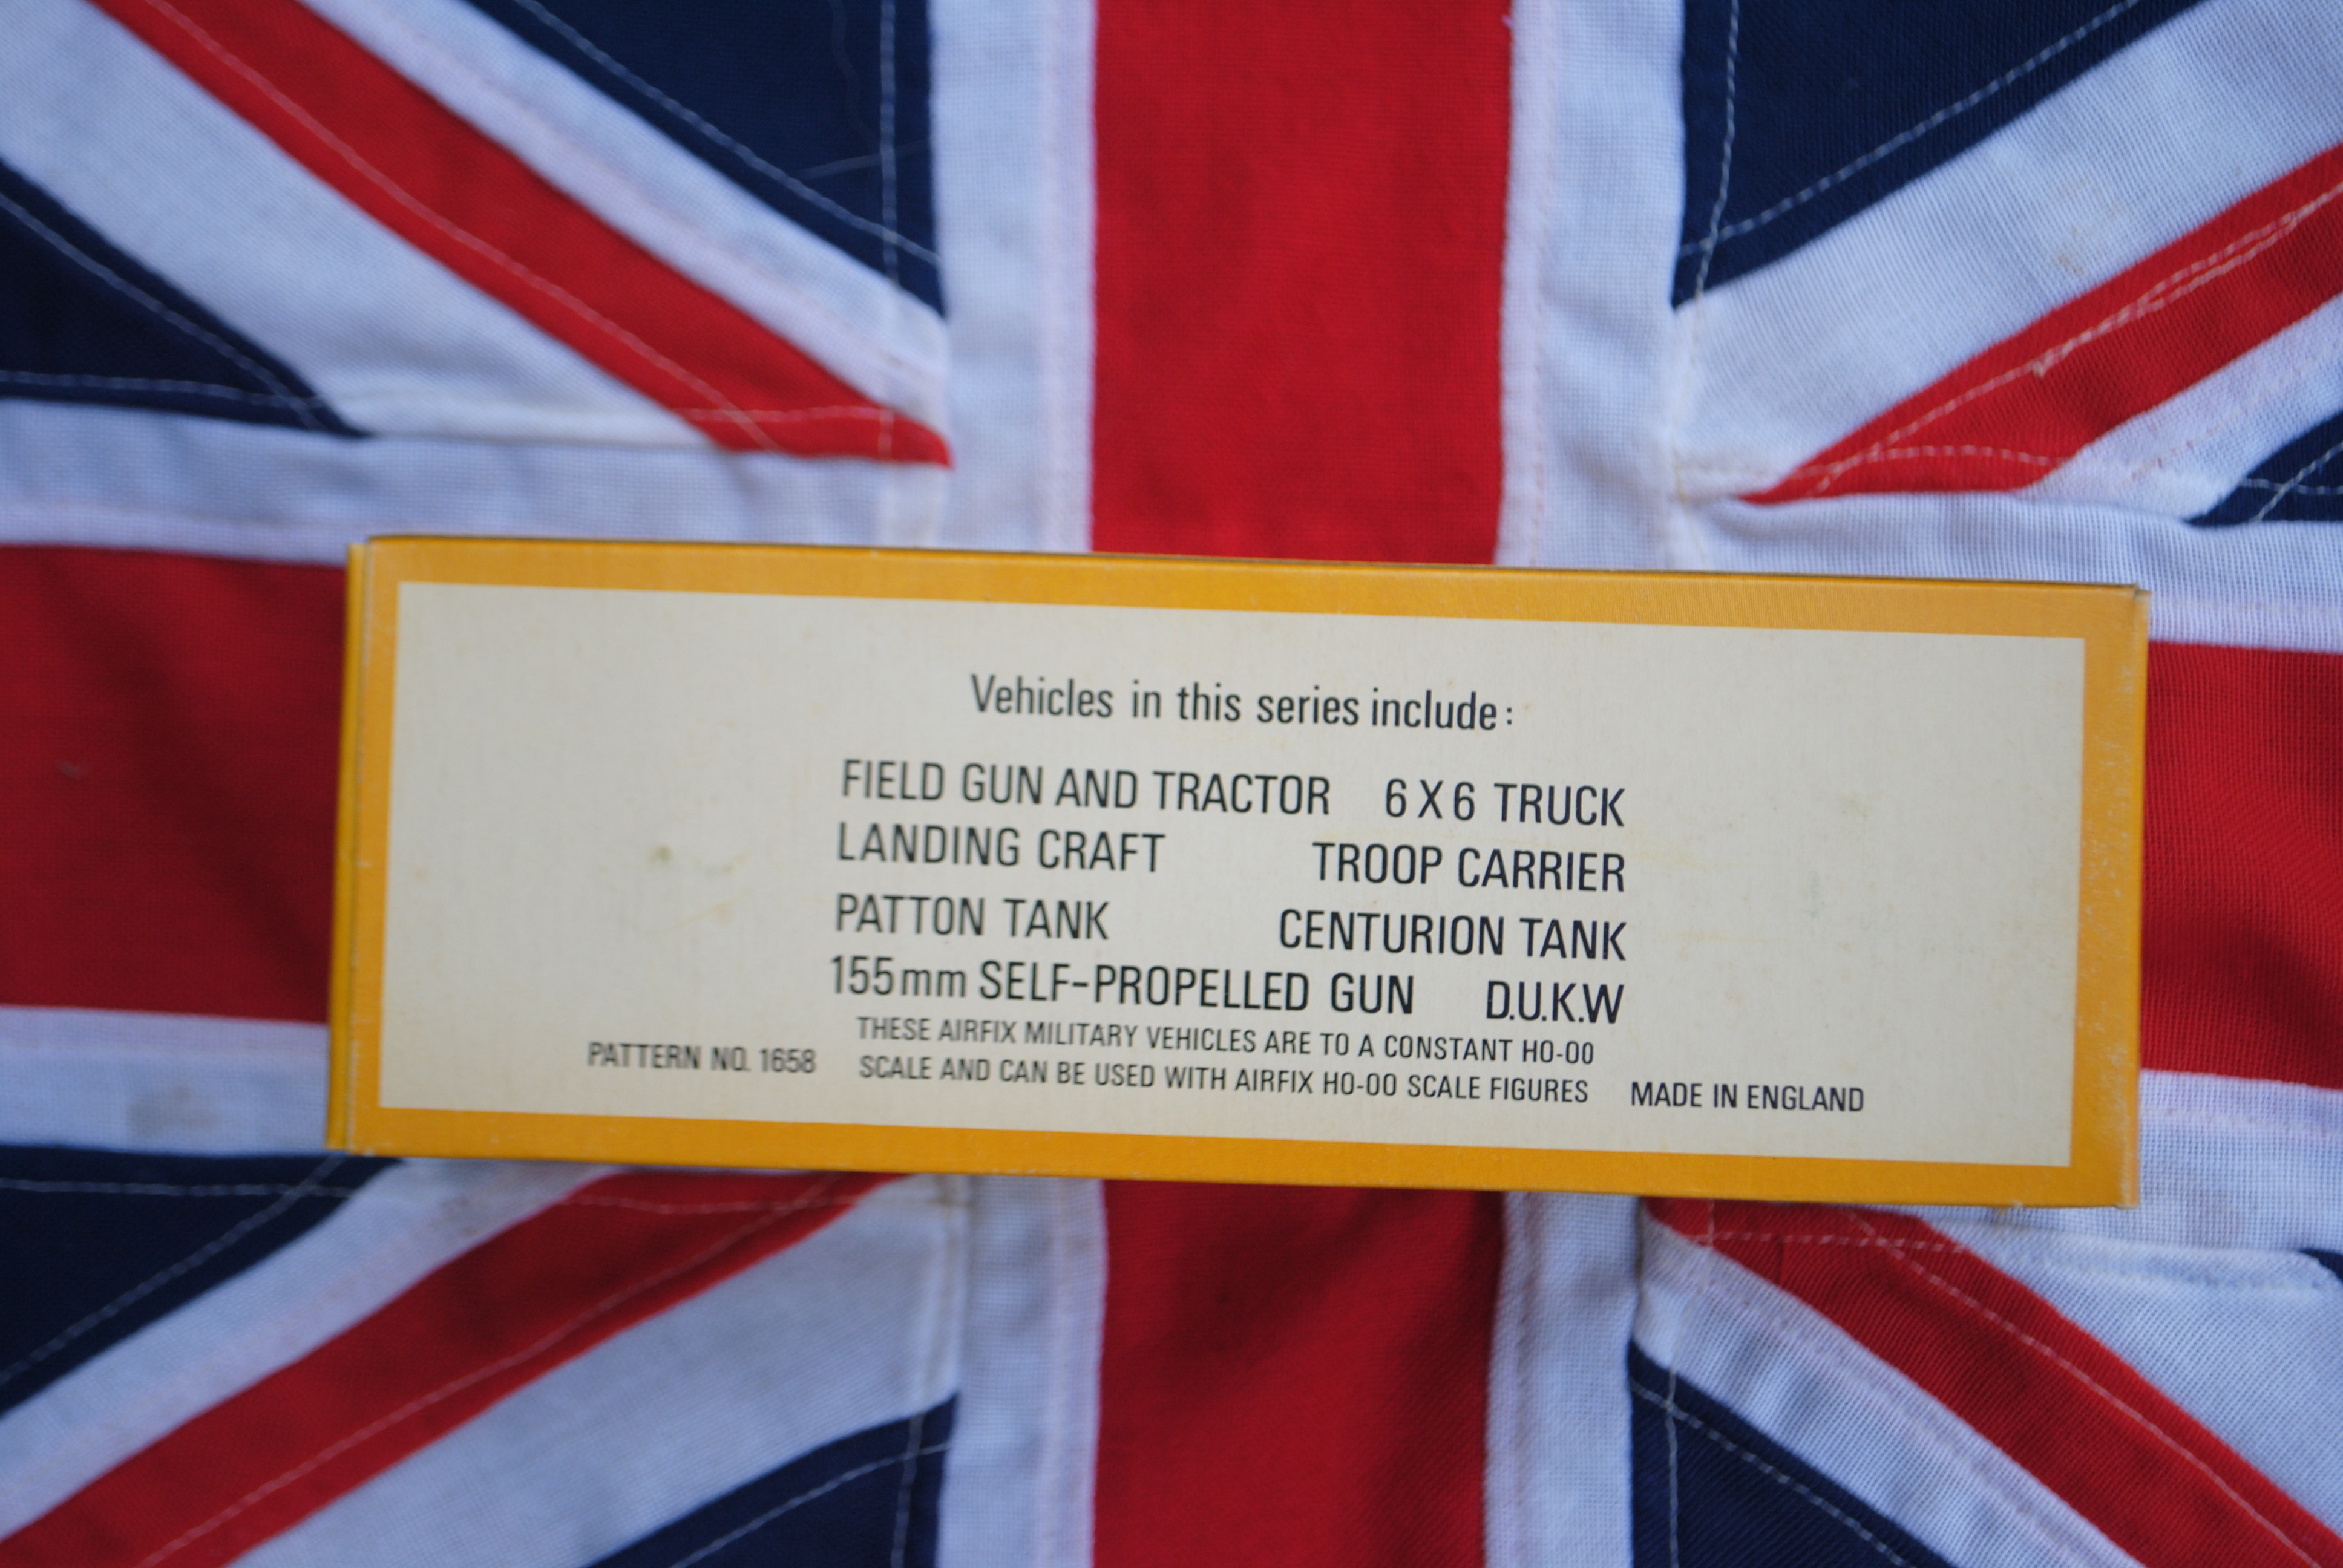 Vehicles in this series include:
FIELD GUN AND TRACTOR 6 X 6 TRUCK
LANDING CRAFT TROOP CARRIER
PATTON TANK CENTURION TANK
155mm SELF-PROPELLED GUN D.U.K.W
THESE AIRFIX MILITARY VEHICLES ARE TO A CONSTANT HO-OO
PATTERN NO. 1658 SCALE AND CAN BE USED WITH AIRFIX HO-OO SCALE FIGURES MADE IN ENGLAND